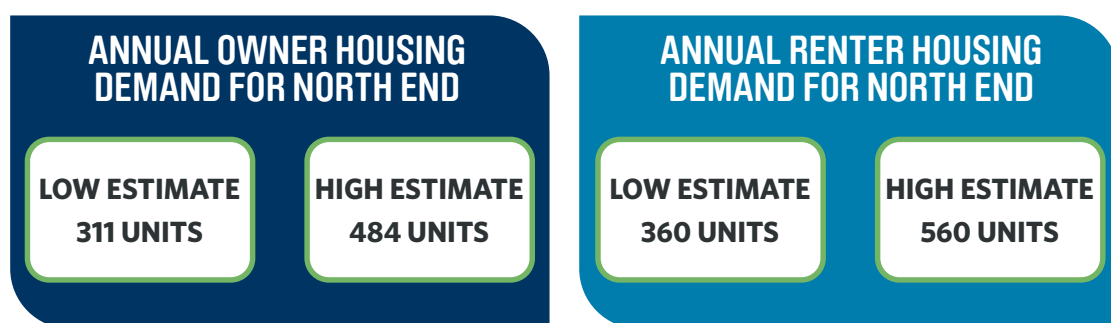 ANNUAL OWNER HOUSING
DEMAND FOR NORTH END
LOW ESTIMATE
311 UNITS
HIGH ESTIMATE
484 UNITS
ANNUAL RENTER HOUSING
DEMAND FOR NORTH END
LOW ESTIMATE
360 UNITS
HIGH ESTIMATE
560 UNITS